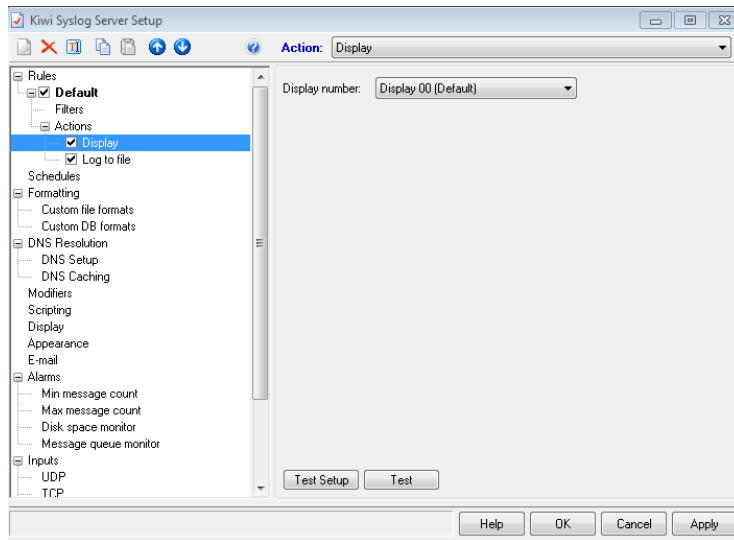 Kiwi Syslog Server Setup
Action: Display
Rules
Default
Filters
Actions
Display
Log to file
Schedules
Formatting
Custom file formats
Custom DB formats
DNS Resolution
DNS Setup
DNS Caching
Modifiers
Scripting
Display
Appearance
E-mail
Alarms
Min message count
Max message count
Disk space monitor
Message queue monitor
Inputs
UDP
TCP
Display number: Display 00 (Default)
Test Setup Test
Help OK Cancel Apply